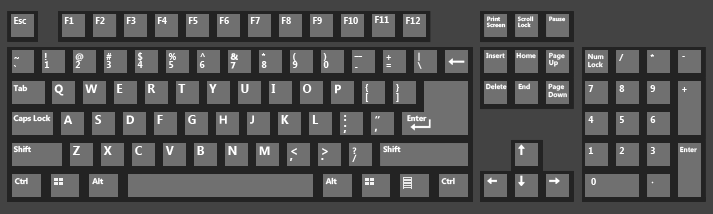 Esc F1 F2 F3 F4 F5 F6 F7 F8 F9 F10 F11 F12 Print Screen Scroll Lock Pause
~ ` ! 1 @ 2 # 3 $ 4 % 5 ^ 6 & 7 * 8 ( 9 ) 0 — - + = | \ ← Insert Home Page Up Num Lock / * -
Tab Q W E R T Y U I O P { [ } ] Delete End Page Down 7 8 9 +
Caps Lock A S D F G H J K L : ; " , Enter 4 5 6
Shift Z X C V B N M < , > . ? / Shift ↑ 1 2 3 Enter
Ctrl Alt Alt Ctrl ← ↓ → 0 .